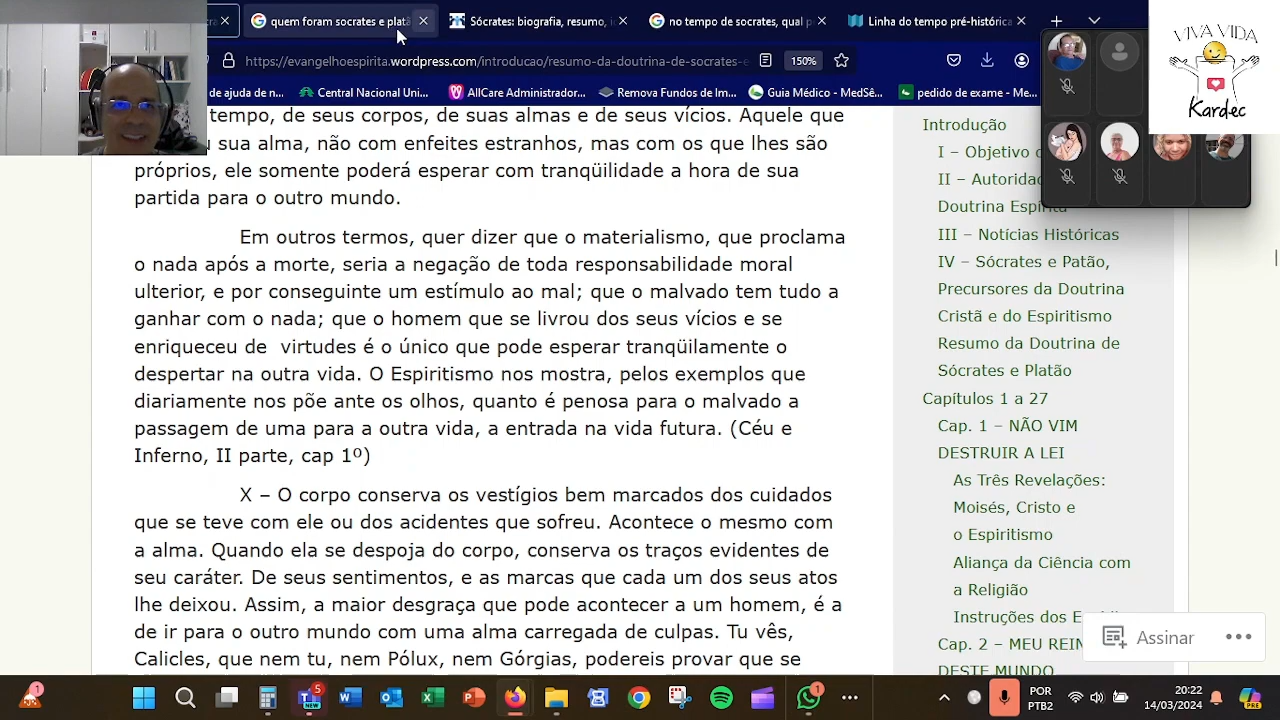 quem foram socrates e platã
Sócrates: biografia, resumo, i
no tempo de socrates, qual p
Linha do tempo pré-histórica
https://evangelhoespirita.wordpress.com/introducao/resumo-da-doutrina-de-socrates-e
150%
de ajuda de n...
Central Nacional Uni...
AllCare Administrador...
Remova Fundos de Im...
Guia Médico - MedSê...
pedido de exame - Me...
VIVA VIDA
Kardec
tempo, de seus corpos, de suas almas e de seus vícios. Aquele que
sua alma, não com enfeites estranhos, mas com os que lhes são
próprios, ele somente poderá esperar com tranqüilidade a hora de sua
partida para o outro mundo.
Em outros termos, quer dizer que o materialismo, que proclama
o nada após a morte, seria a negação de toda responsabilidade moral
ulterior, e por conseguinte um estímulo ao mal; que o malvado tem tudo a
ganhar com o nada; que o homem que se livrou dos seus vícios e se
enriqueceu de virtudes é o único que pode esperar tranqüilamente o
despertar na outra vida. O Espiritismo nos mostra, pelos exemplos que
diariamente nos põe ante os olhos, quanto é penosa para o malvado a
passagem de uma para a outra vida, a entrada na vida futura. (Céu e
Inferno, II parte, cap 1º)
X – O corpo conserva os vestígios bem marcados dos cuidados
que se teve com ele ou dos acidentes que sofreu. Acontece o mesmo com
a alma. Quando ela se despoja do corpo, conserva os traços evidentes de
seu caráter. De seus sentimentos, e as marcas que cada um dos seus atos
lhe deixou. Assim, a maior desgraça que pode acontecer a um homem, é a
de ir para o outro mundo com uma alma carregada de culpas. Tu vês,
Calicles, que nem tu, nem Pólux, nem Górgias, podereis provar que se
Introdução
I – Objetivo
II – Autorida
Doutrina Espírita
III – Notícias Históricas
IV – Sócrates e Patão,
Precursores da Doutrina
Cristã e do Espiritismo
Resumo da Doutrina de
Sócrates e Platão
Capítulos 1 a 27
Cap. 1 – NÃO VIM
DESTRUIR A LEI
As Três Revelações:
Moisés, Cristo e
o Espiritismo
Aliança da Ciência com
a Religião
Instruções dos
Cap. 2 – MEU REIN
DESTE MUNDO
Assinar
1
5
NEW
1
POR
PTB2
20:22
14/03/2024
PRE